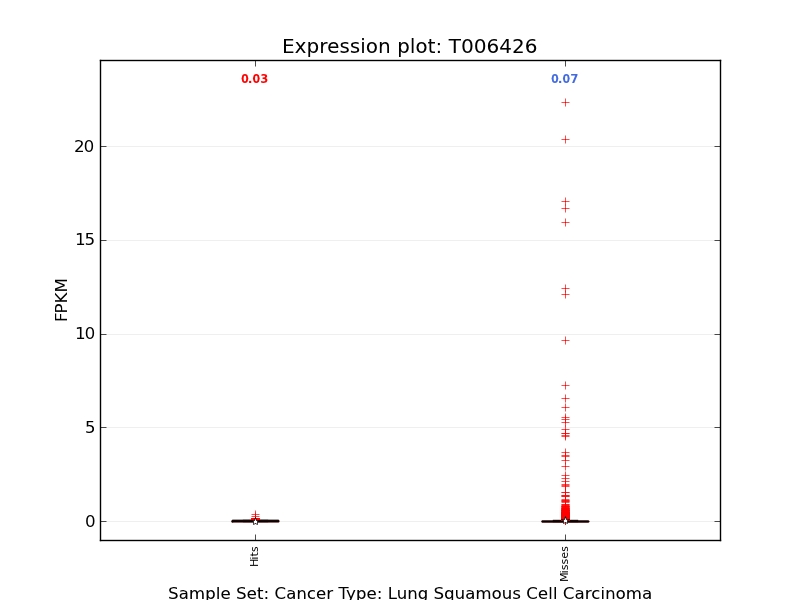 Expression plot: T006426
0.03
0.07
20
15
10
5
0
FPKM
Hits
Misses
Sample Set: Cancer Type: Lung Squamous Cell Carcinoma